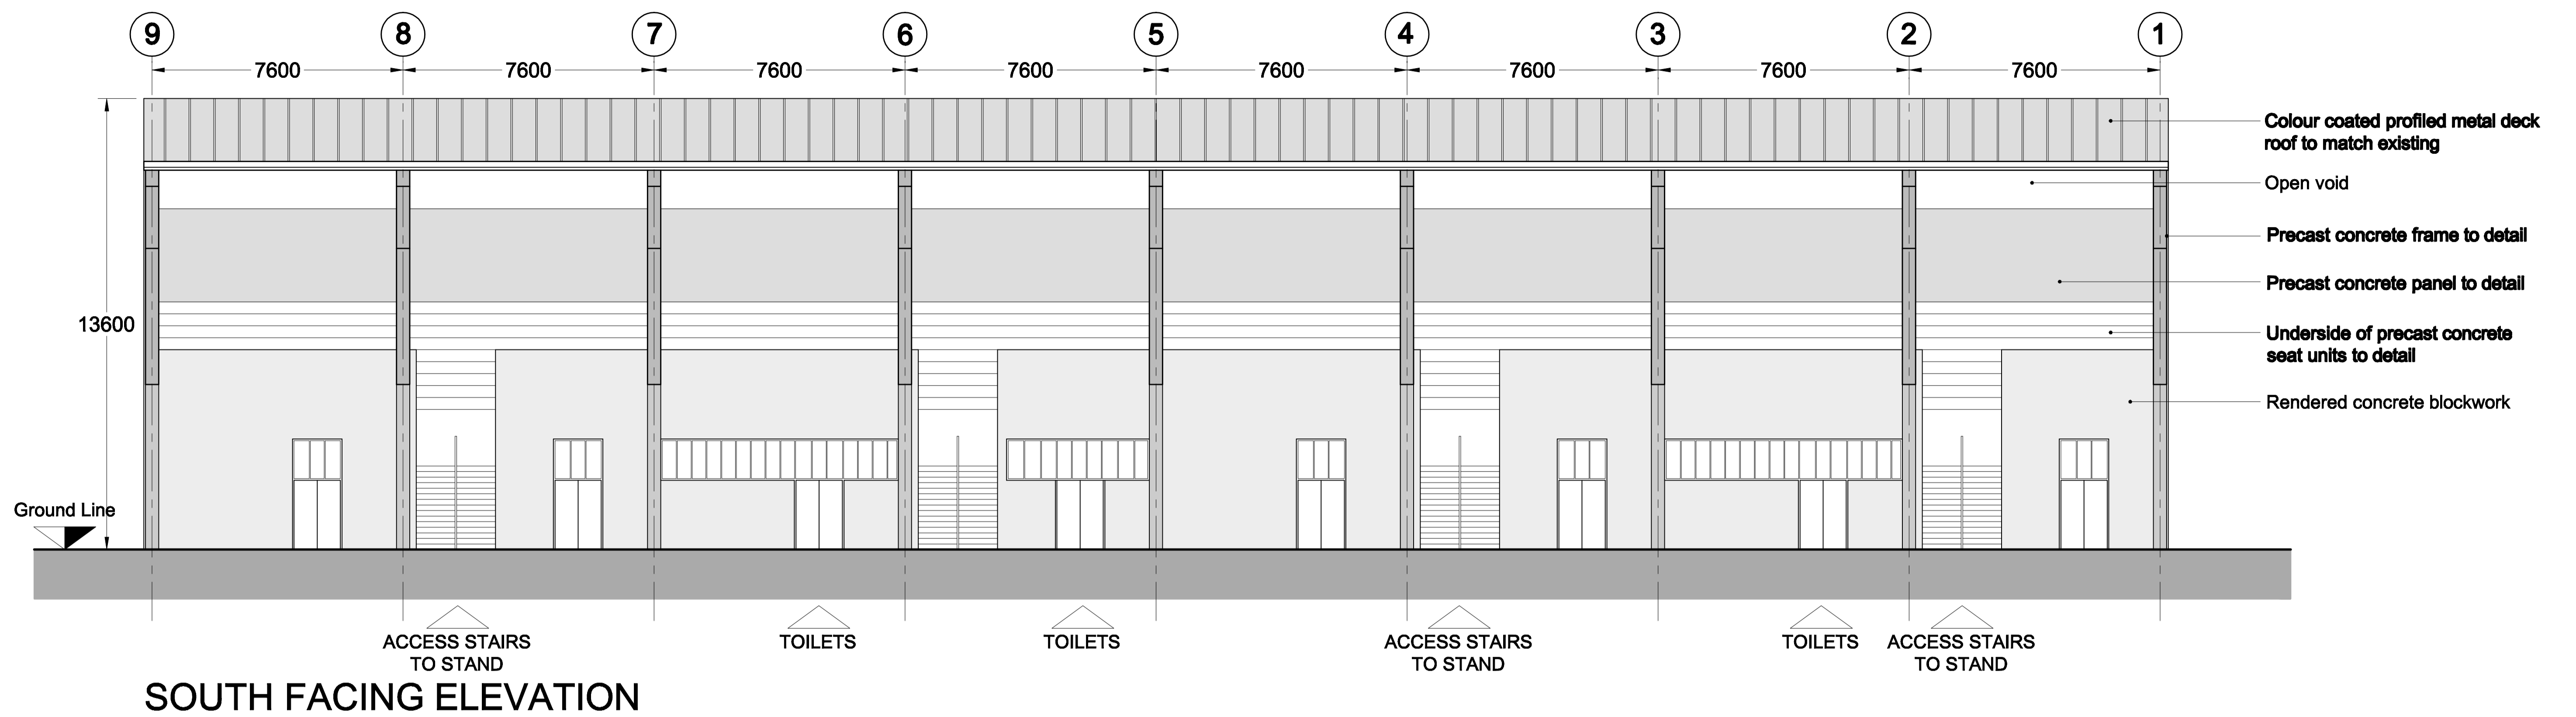 9 8 7 6 5 4 3 2 1
7600 7600 7600 7600 7600 7600 7600 7600
Colour coated profiled metal deck
roof to match existing
Open void
Precast concrete frame to detail
Precast concrete panel to detail
13600
Underside of precast concrete
seat units to detail
Rendered concrete blockwork
Ground Line
ACCESS STAIRS
TO STAND
TOILETS
TOILETS
ACCESS STAIRS
TO STAND
TOILETS
ACCESS STAIRS
TO STAND
SOUTH FACING ELEVATION